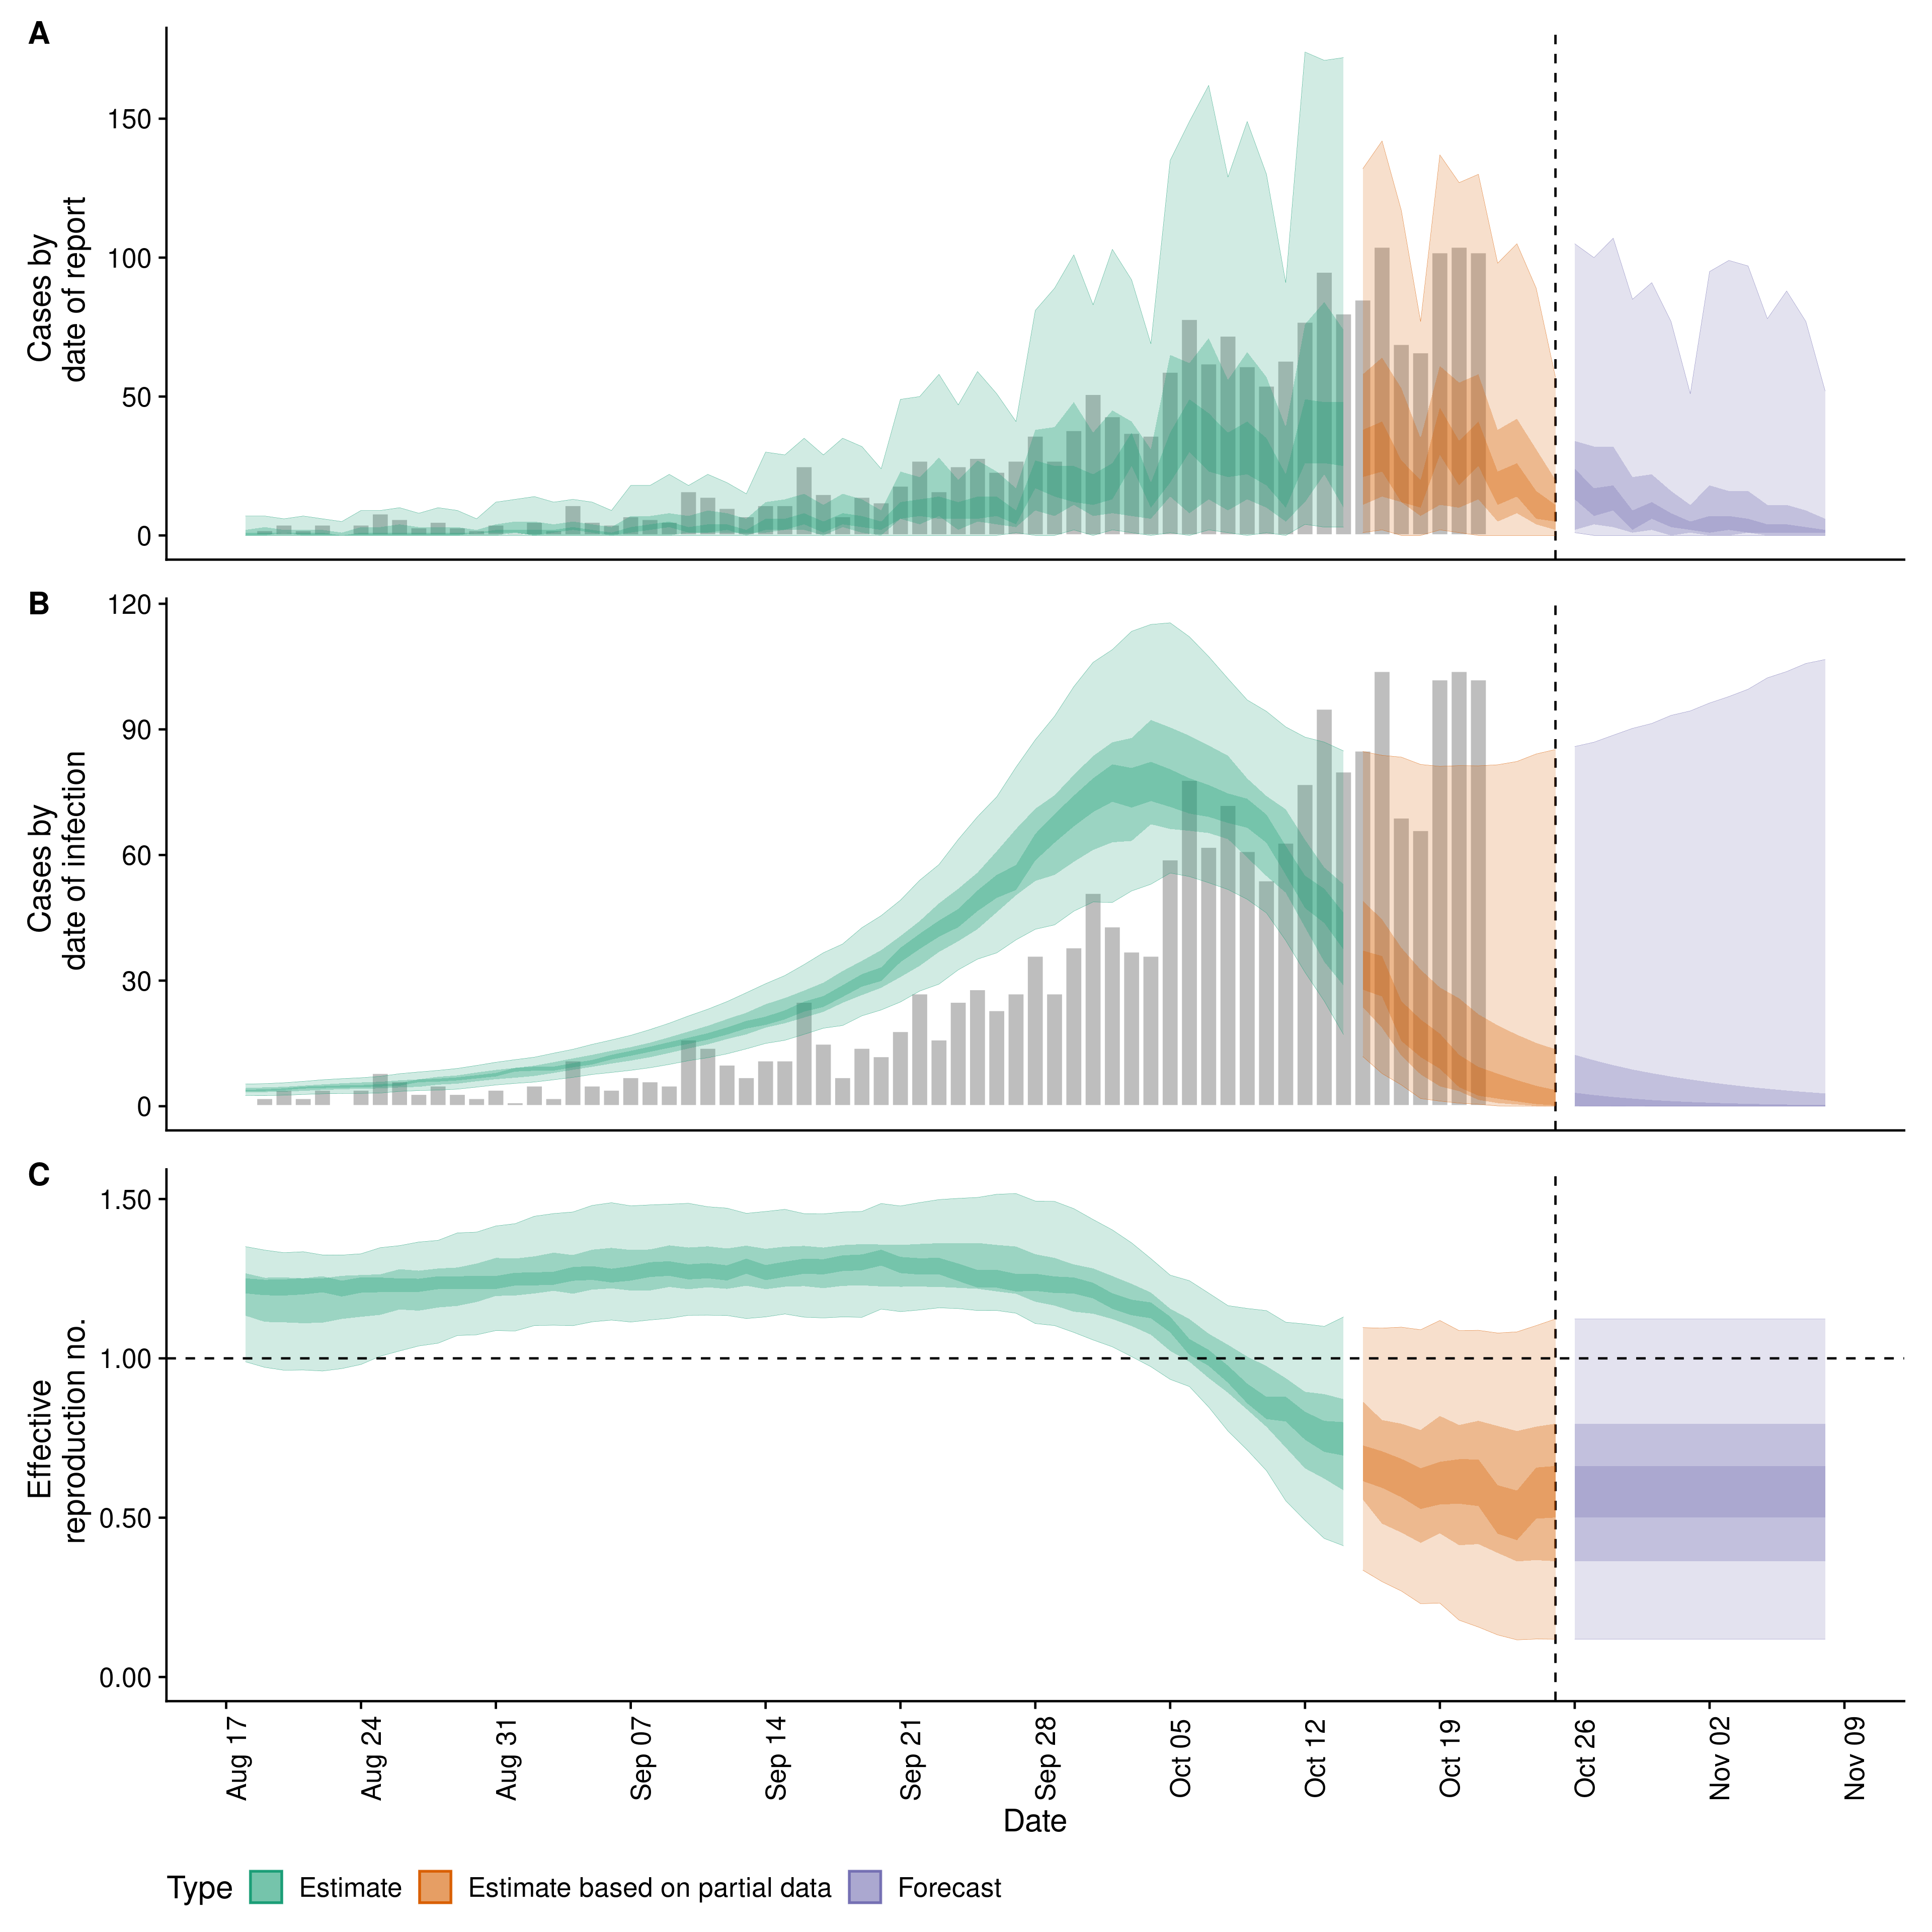 A
Cases by
date of report
150
100
50
0
B
Cases by
date of infection
120
90
60
30
0
C
Effective
reproduction no.
1.50
1.00
0.50
0.00
Aug 17
Aug 24
Aug 31
Sep 07
Sep 14
Sep 21
Sep 28
Oct 05
Oct 12
Oct 19
Oct 26
Nov 02
Nov 09
Date
Type Estimate Estimate based on partial data Forecast